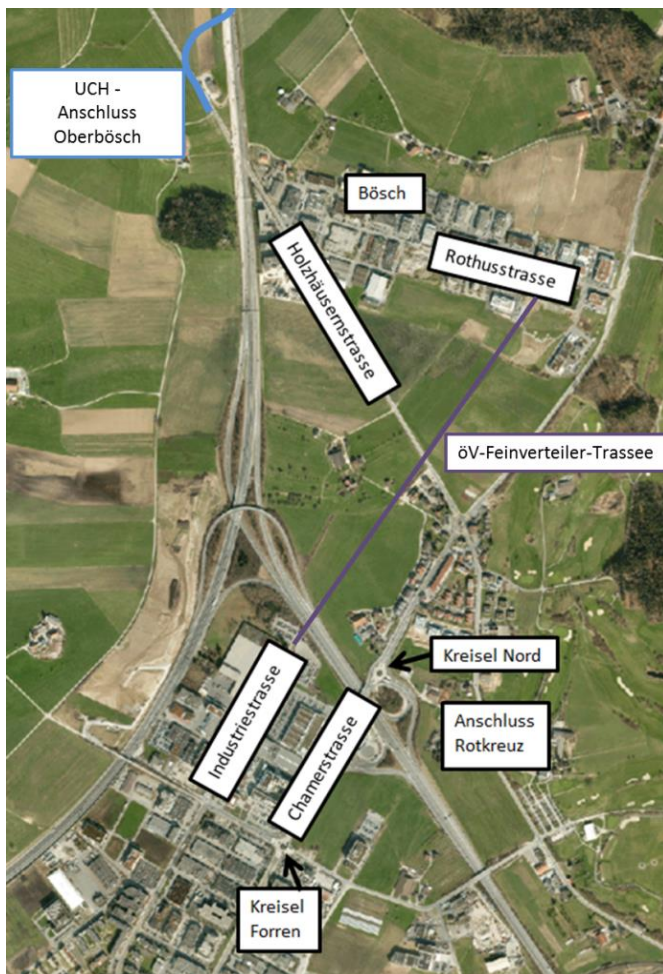 UCH -
Anschluss
Oberbösch
Bösch
Rothusstrasse
Holzhäusernstrasse
öV-Feinverteiler-Trassee
Kreisel Nord
Industriestrasse
Chamerstrasse
Anschluss
Rotkreuz
Kreisel
Forren